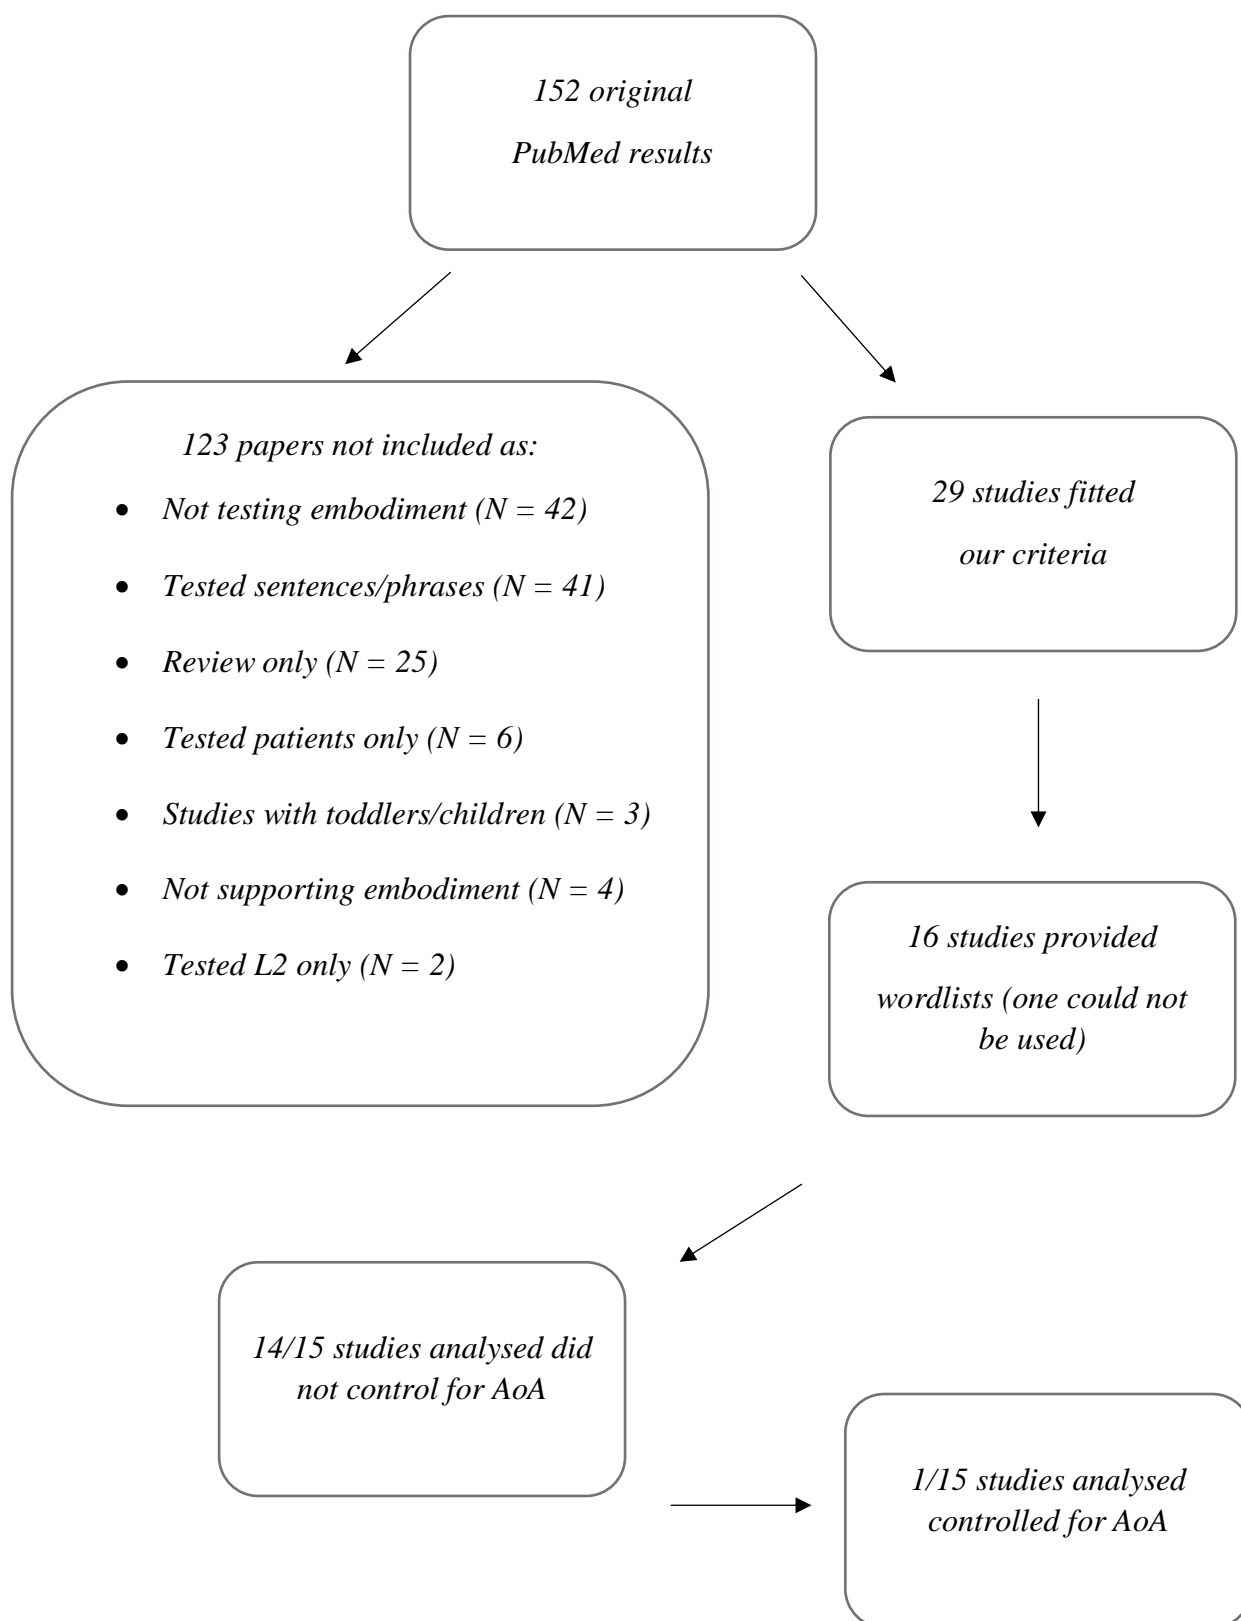 152 original
PubMed results
123 papers not included as:
• Not testing embodiment (N = 42)
• Tested sentences/phrases (N = 41)
• Review only (N = 25)
• Tested patients only (N = 6)
• Studies with toddlers/children (N = 3)
• Not supporting embodiment (N = 4)
• Tested L2 only (N = 2)
29 studies fitted
our criteria
16 studies provided
wordlists (one could not
be used)
14/15 studies analysed did
not control for AoA
1/15 studies analysed
controlled for AoA